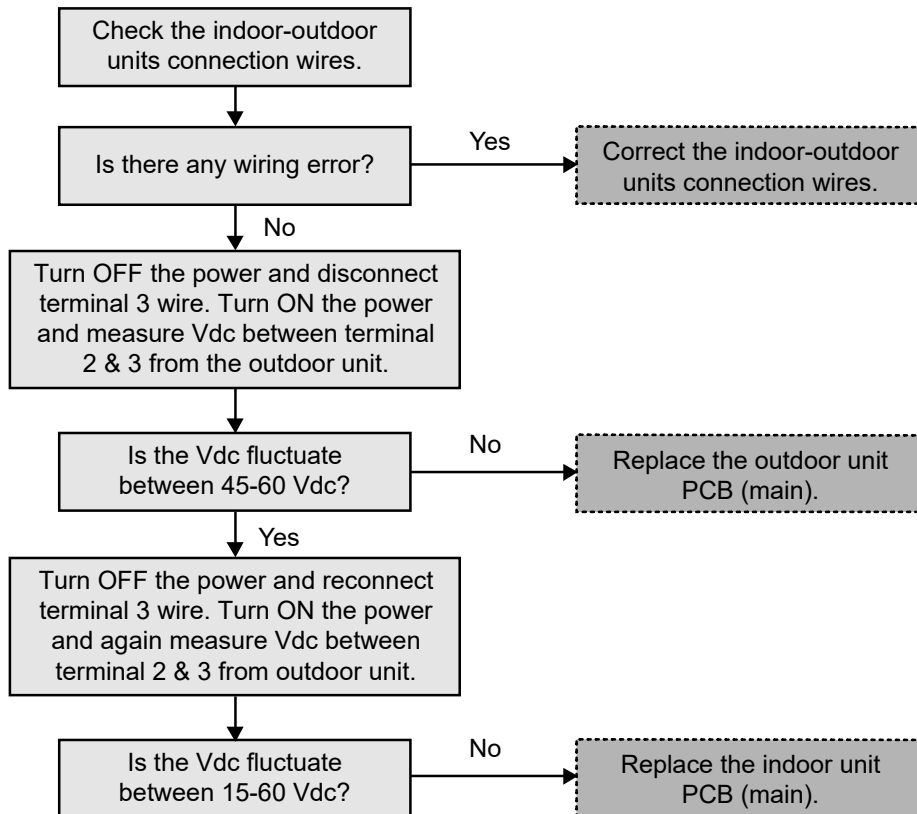 Check the indoor-outdoor
units connection wires.
Is there any wiring error?
Yes
Correct the indoor-outdoor
units connection wires.
No
Turn OFF the power and disconnect
terminal 3 wire. Turn ON the power
and measure Vdc between terminal
2 & 3 from the outdoor unit.
Is the Vdc fluctuate
between 45-60 Vdc?
No
Replace the outdoor unit
PCB (main).
Yes
Turn OFF the power and reconnect
terminal 3 wire. Turn ON the power
and again measure Vdc between
terminal 2 & 3 from outdoor unit.
Is the Vdc fluctuate
between 15-60 Vdc?
No
Replace the indoor unit
PCB (main).